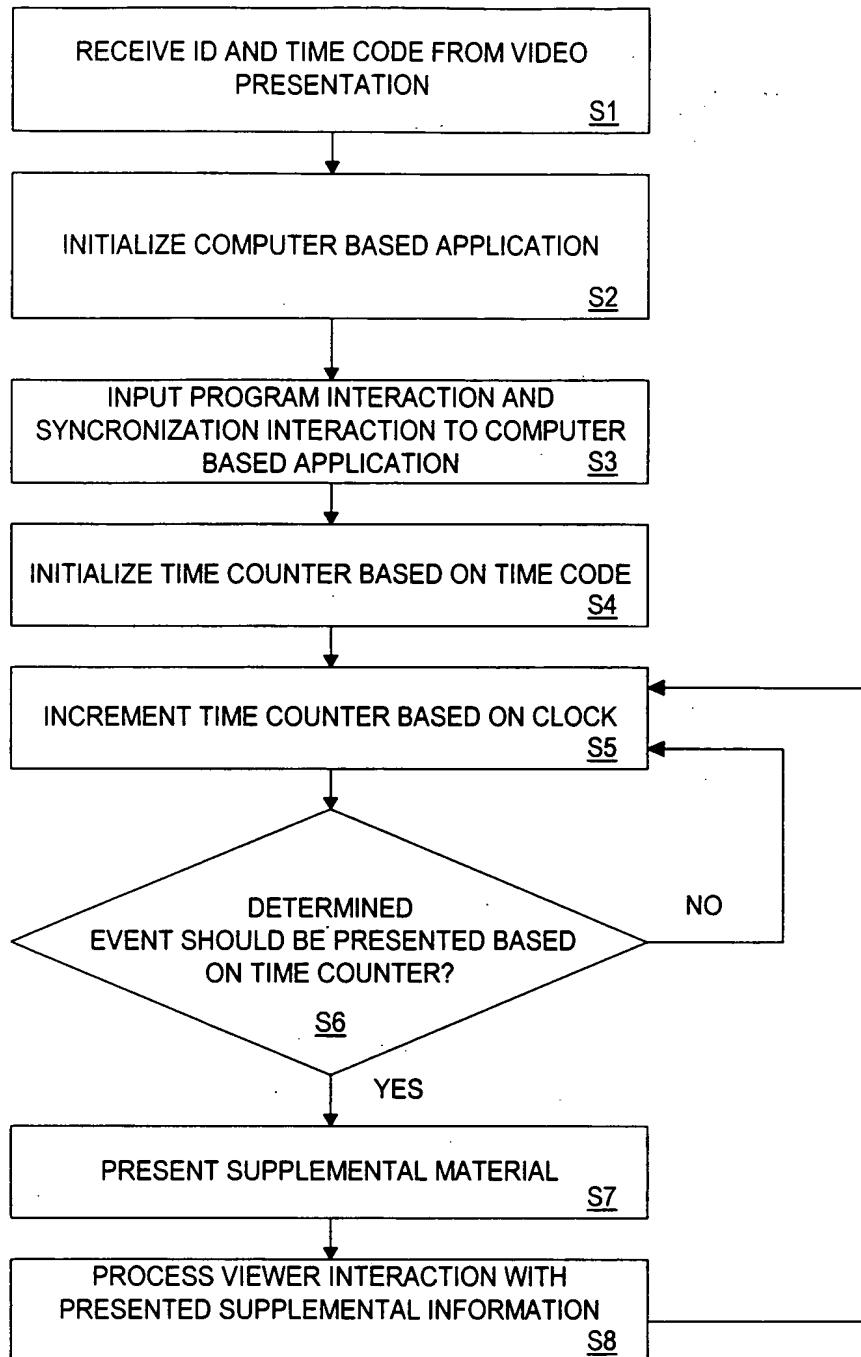 RECEIVE ID AND TIME CODE FROM VIDEO
PRESENTATION
S1
INITIALIZE COMPUTER BASED APPLICATION
S2
INPUT PROGRAM INTERACTION AND
SYNCRONIZATION INTERACTION TO COMPUTER
BASED APPLICATION
S3
INITIALIZE TIME COUNTER BASED ON TIME CODE
S4
INCREMENT TIME COUNTER BASED ON CLOCK
S5
DETERMINED
EVENT SHOULD BE PRESENTED BASED
ON TIME COUNTER?
S6
NO
YES
PRESENT SUPPLEMENTAL MATERIAL
S7
PROCESS VIEWER INTERACTION WITH
PRESENTED SUPPLEMENTAL INFORMATION
S8